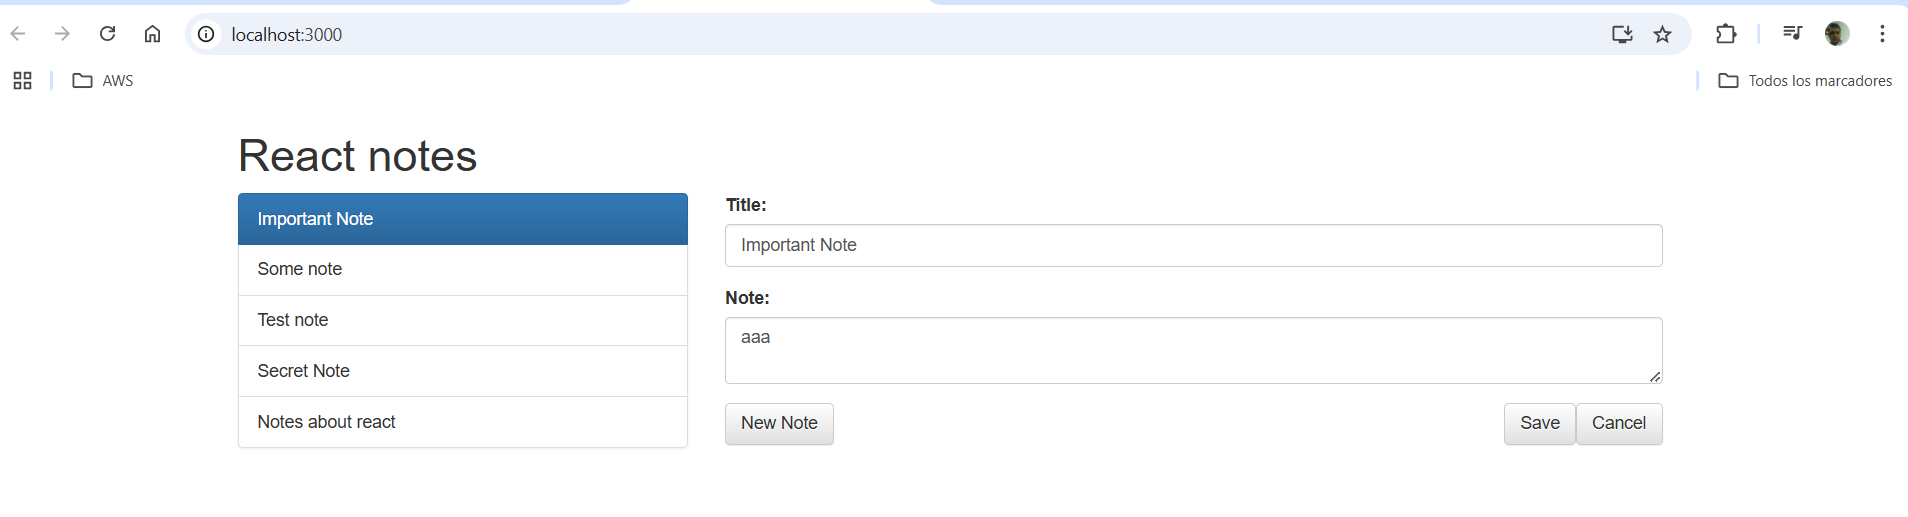 localhost:3000
AWS
Todos los marcadores
React notes
Important Note
Some note
Test note
Secret Note
Notes about react
Title:
Important Note
Note:
aaa
New Note
Save
Cancel